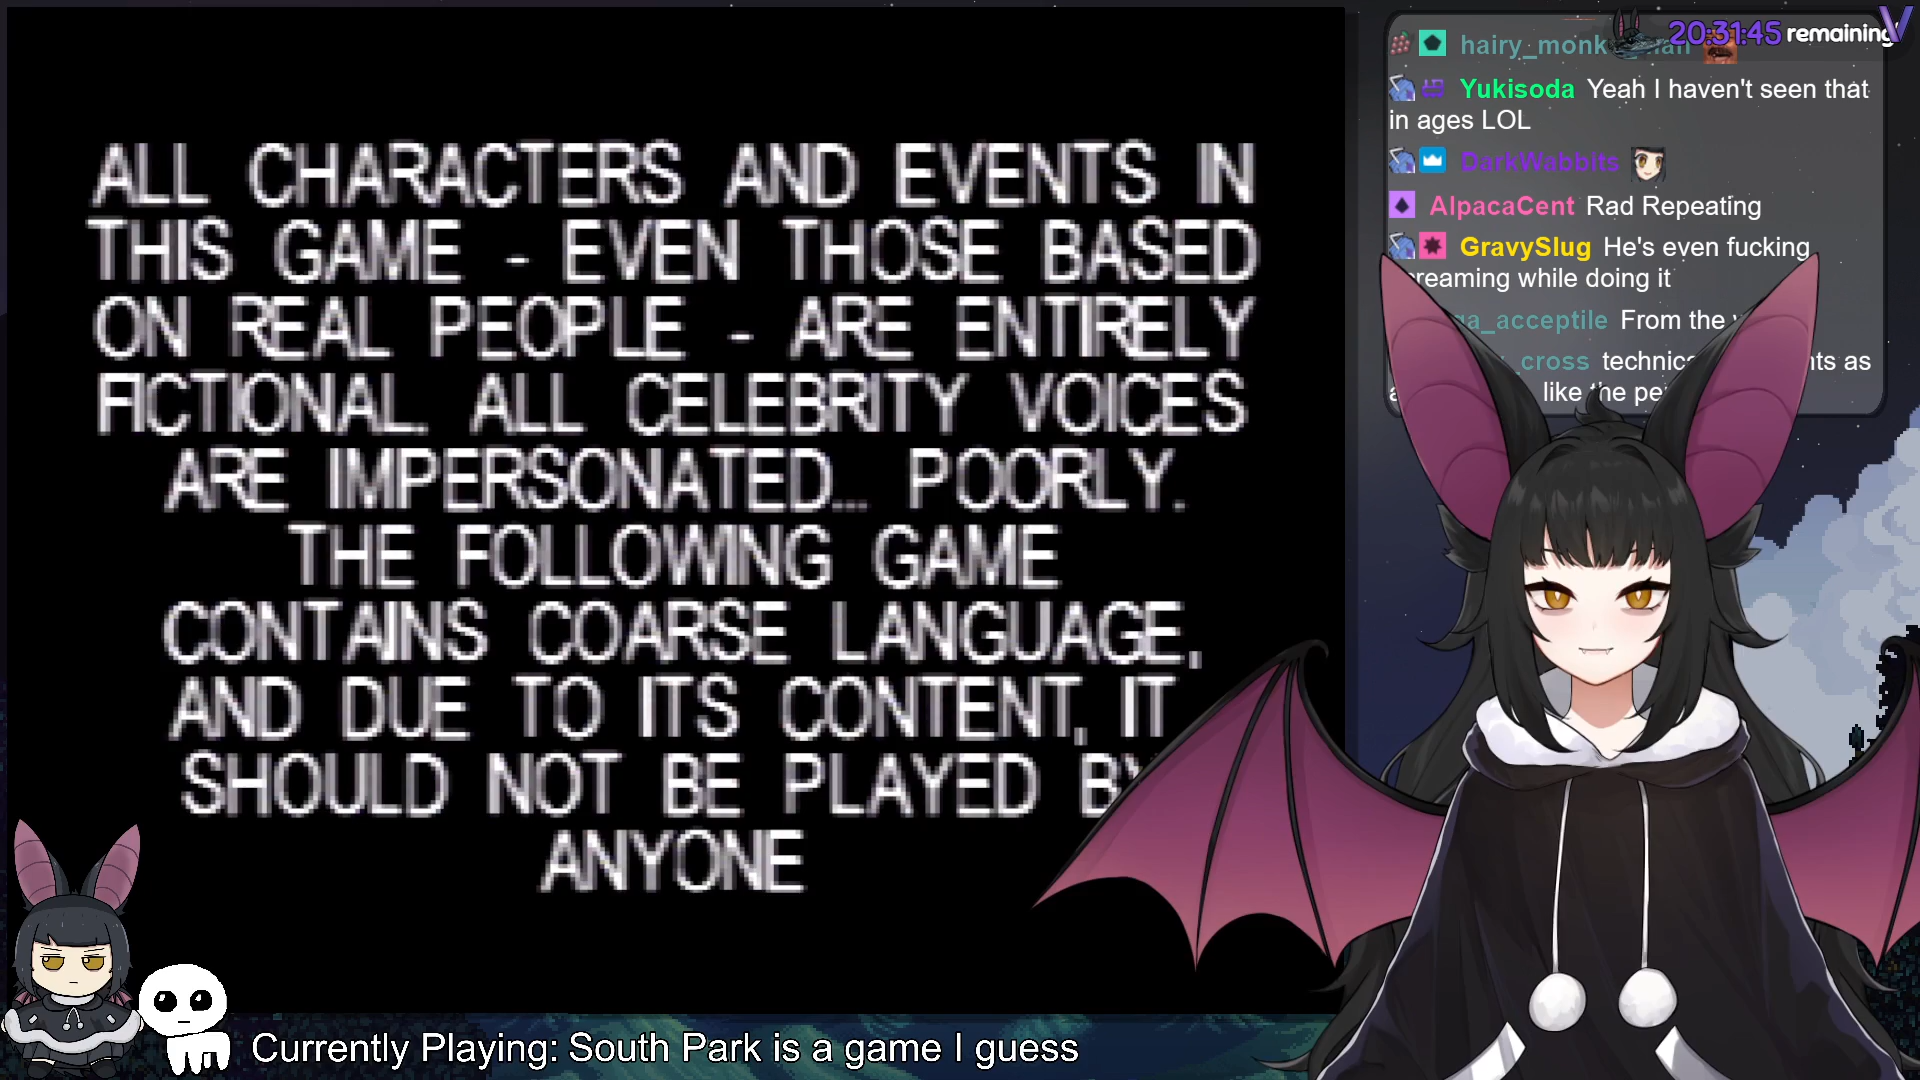 ALL CHARACTERS AND EVENTS IN
THIS GAME - EVEN THOSE BASED
ON REAL PEOPLE - ARE ENTIRELY
FICTIONAL. ALL CELEBRITY VOICES
ARE IMPERSONATED... POORLY.
THE FOLLOWING GAME
CONTAINS COARSE LANGUAGE,
AND DUE TO ITS CONTENT, IT
SHOULD NOT BE PLAYED
ANYONE
20:31:45 remaining
Yukisoda Yeah I haven't seen that
in ages LOL
DarkWabbits
AlpacaCent Rad Repeating
GravySlug He's even fucking
reaming while doing it
From the
as
like the
Currently Playing: South Park is a game I guess